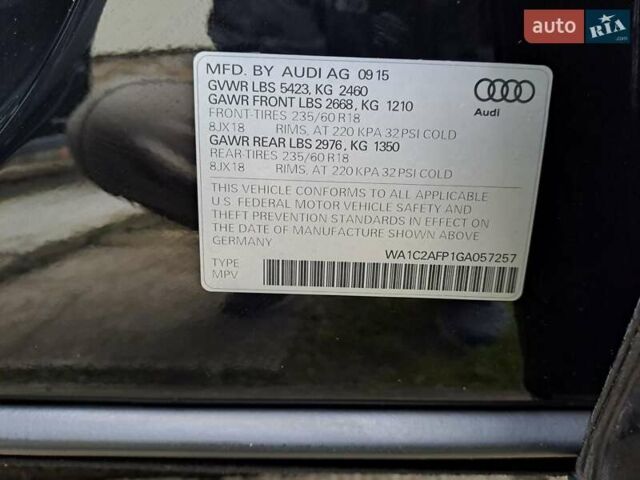 auto RIA .com
MFD. BY AUDI AG 09 15
GVWR LBS 5423, KG 2460
GAWR FRONT LBS 2668, KG 1210
FRONT-TIRES 235/60 R18
8JX18 RIMS, AT 220 KPA 32 PSI COLD
GAWR REAR LBS 2976, KG 1350
REAR-TIRES 235/60 R18
8JX18 RIMS, AT 220 KPA 32 PSI COLD
Audi
THIS VEHICLE CONFORMS TO ALL APPLICABLE
U.S. FEDERAL MOTOR VEHICLE SAFETY AND
THEFT PREVENTION STANDARDS IN EFFECT ON
THE DATE OF MANUFACTURE SHOWN ABOVE
GERMANY
WA1C2AFP1GA057257
TYPE
MPV